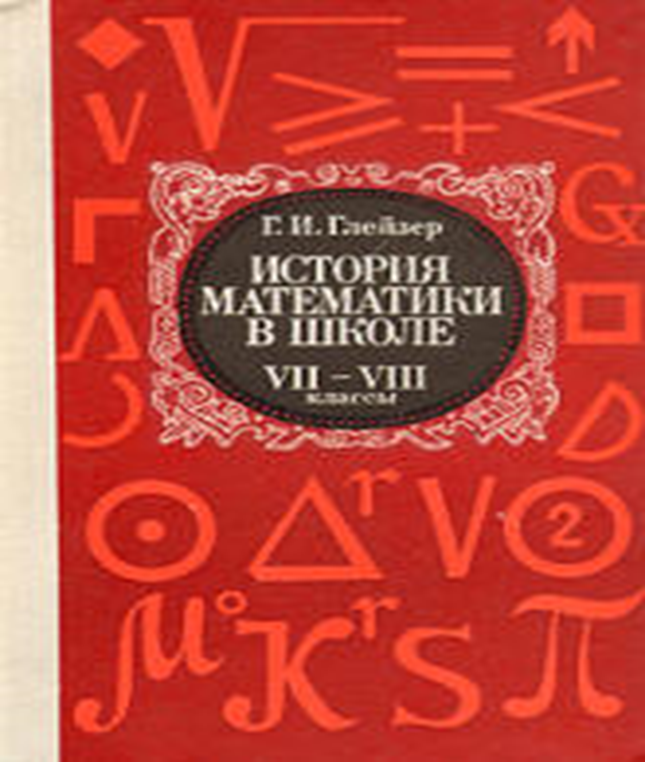 Г. И. Глейзер
ИСТОРИЯ
МАТЕМАТИКИ
В ШКОЛЕ
VII – VIII
классы